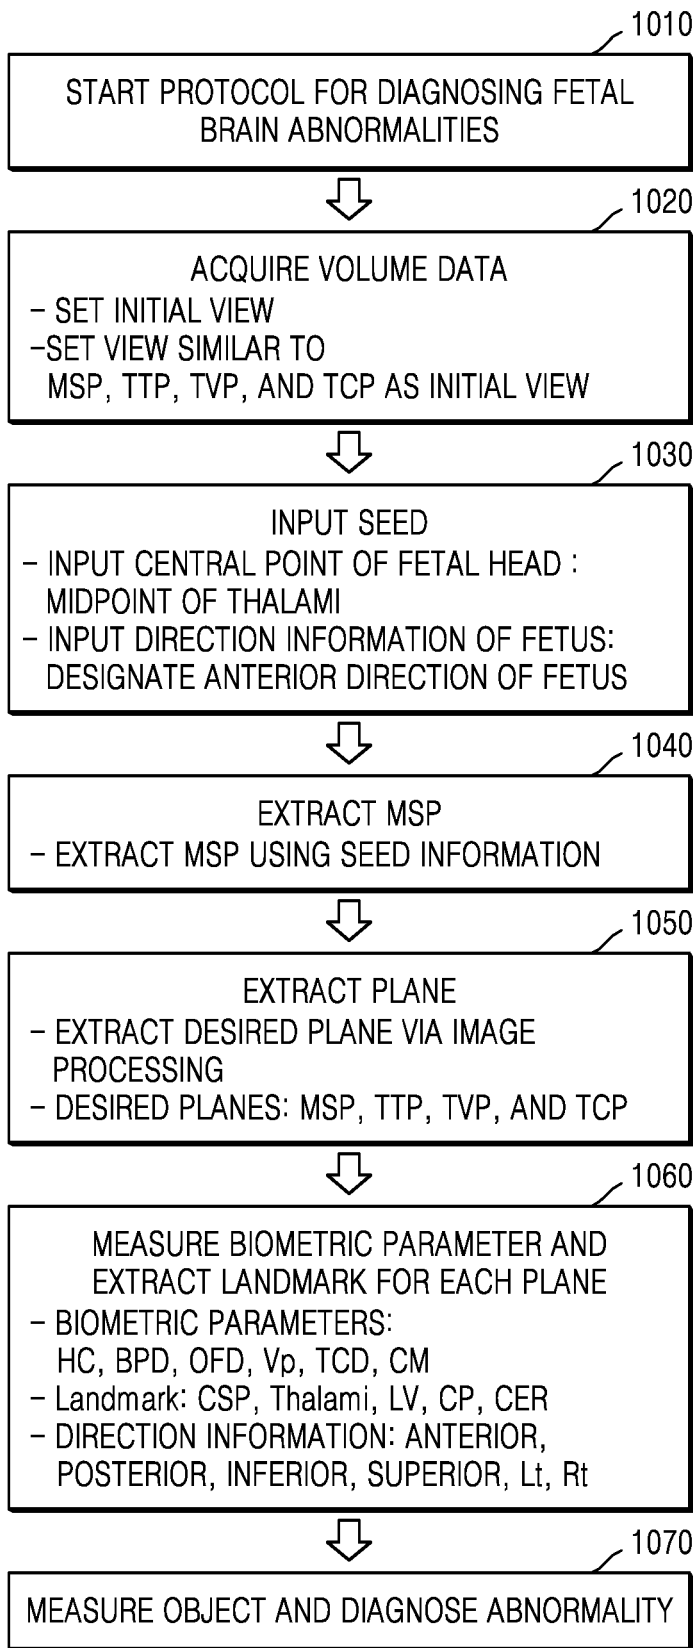 1010
START PROTOCOL FOR DIAGNOSING FETAL
BRAIN ABNORMALITIES
1020
ACQUIRE VOLUME DATA
- SET INITIAL VIEW
-SET VIEW SIMILAR TO
MSP, TTP, TVP, AND TCP AS INITIAL VIEW
1030
INPUT SEED
- INPUT CENTRAL POINT OF FETAL HEAD :
MIDPOINT OF THALAMI
- INPUT DIRECTION INFORMATION OF FETUS:
DESIGNATE ANTERIOR DIRECTION OF FETUS
1040
EXTRACT MSP
- EXTRACT MSP USING SEED INFORMATION
1050
EXTRACT PLANE
- EXTRACT DESIRED PLANE VIA IMAGE
PROCESSING
- DESIRED PLANES: MSP, TTP, TVP, AND TCP
1060
MEASURE BIOMETRIC PARAMETER AND
EXTRACT LANDMARK FOR EACH PLANE
- BIOMETRIC PARAMETERS:
HC, BPD, OFD, Vp, TCD, CM
- Landmark: CSP, Thalami, LV, CP, CER
- DIRECTION INFORMATION: ANTERIOR,
POSTERIOR, INFERIOR, SUPERIOR, Lt, Rt
1070
MEASURE OBJECT AND DIAGNOSE ABNORMALITY